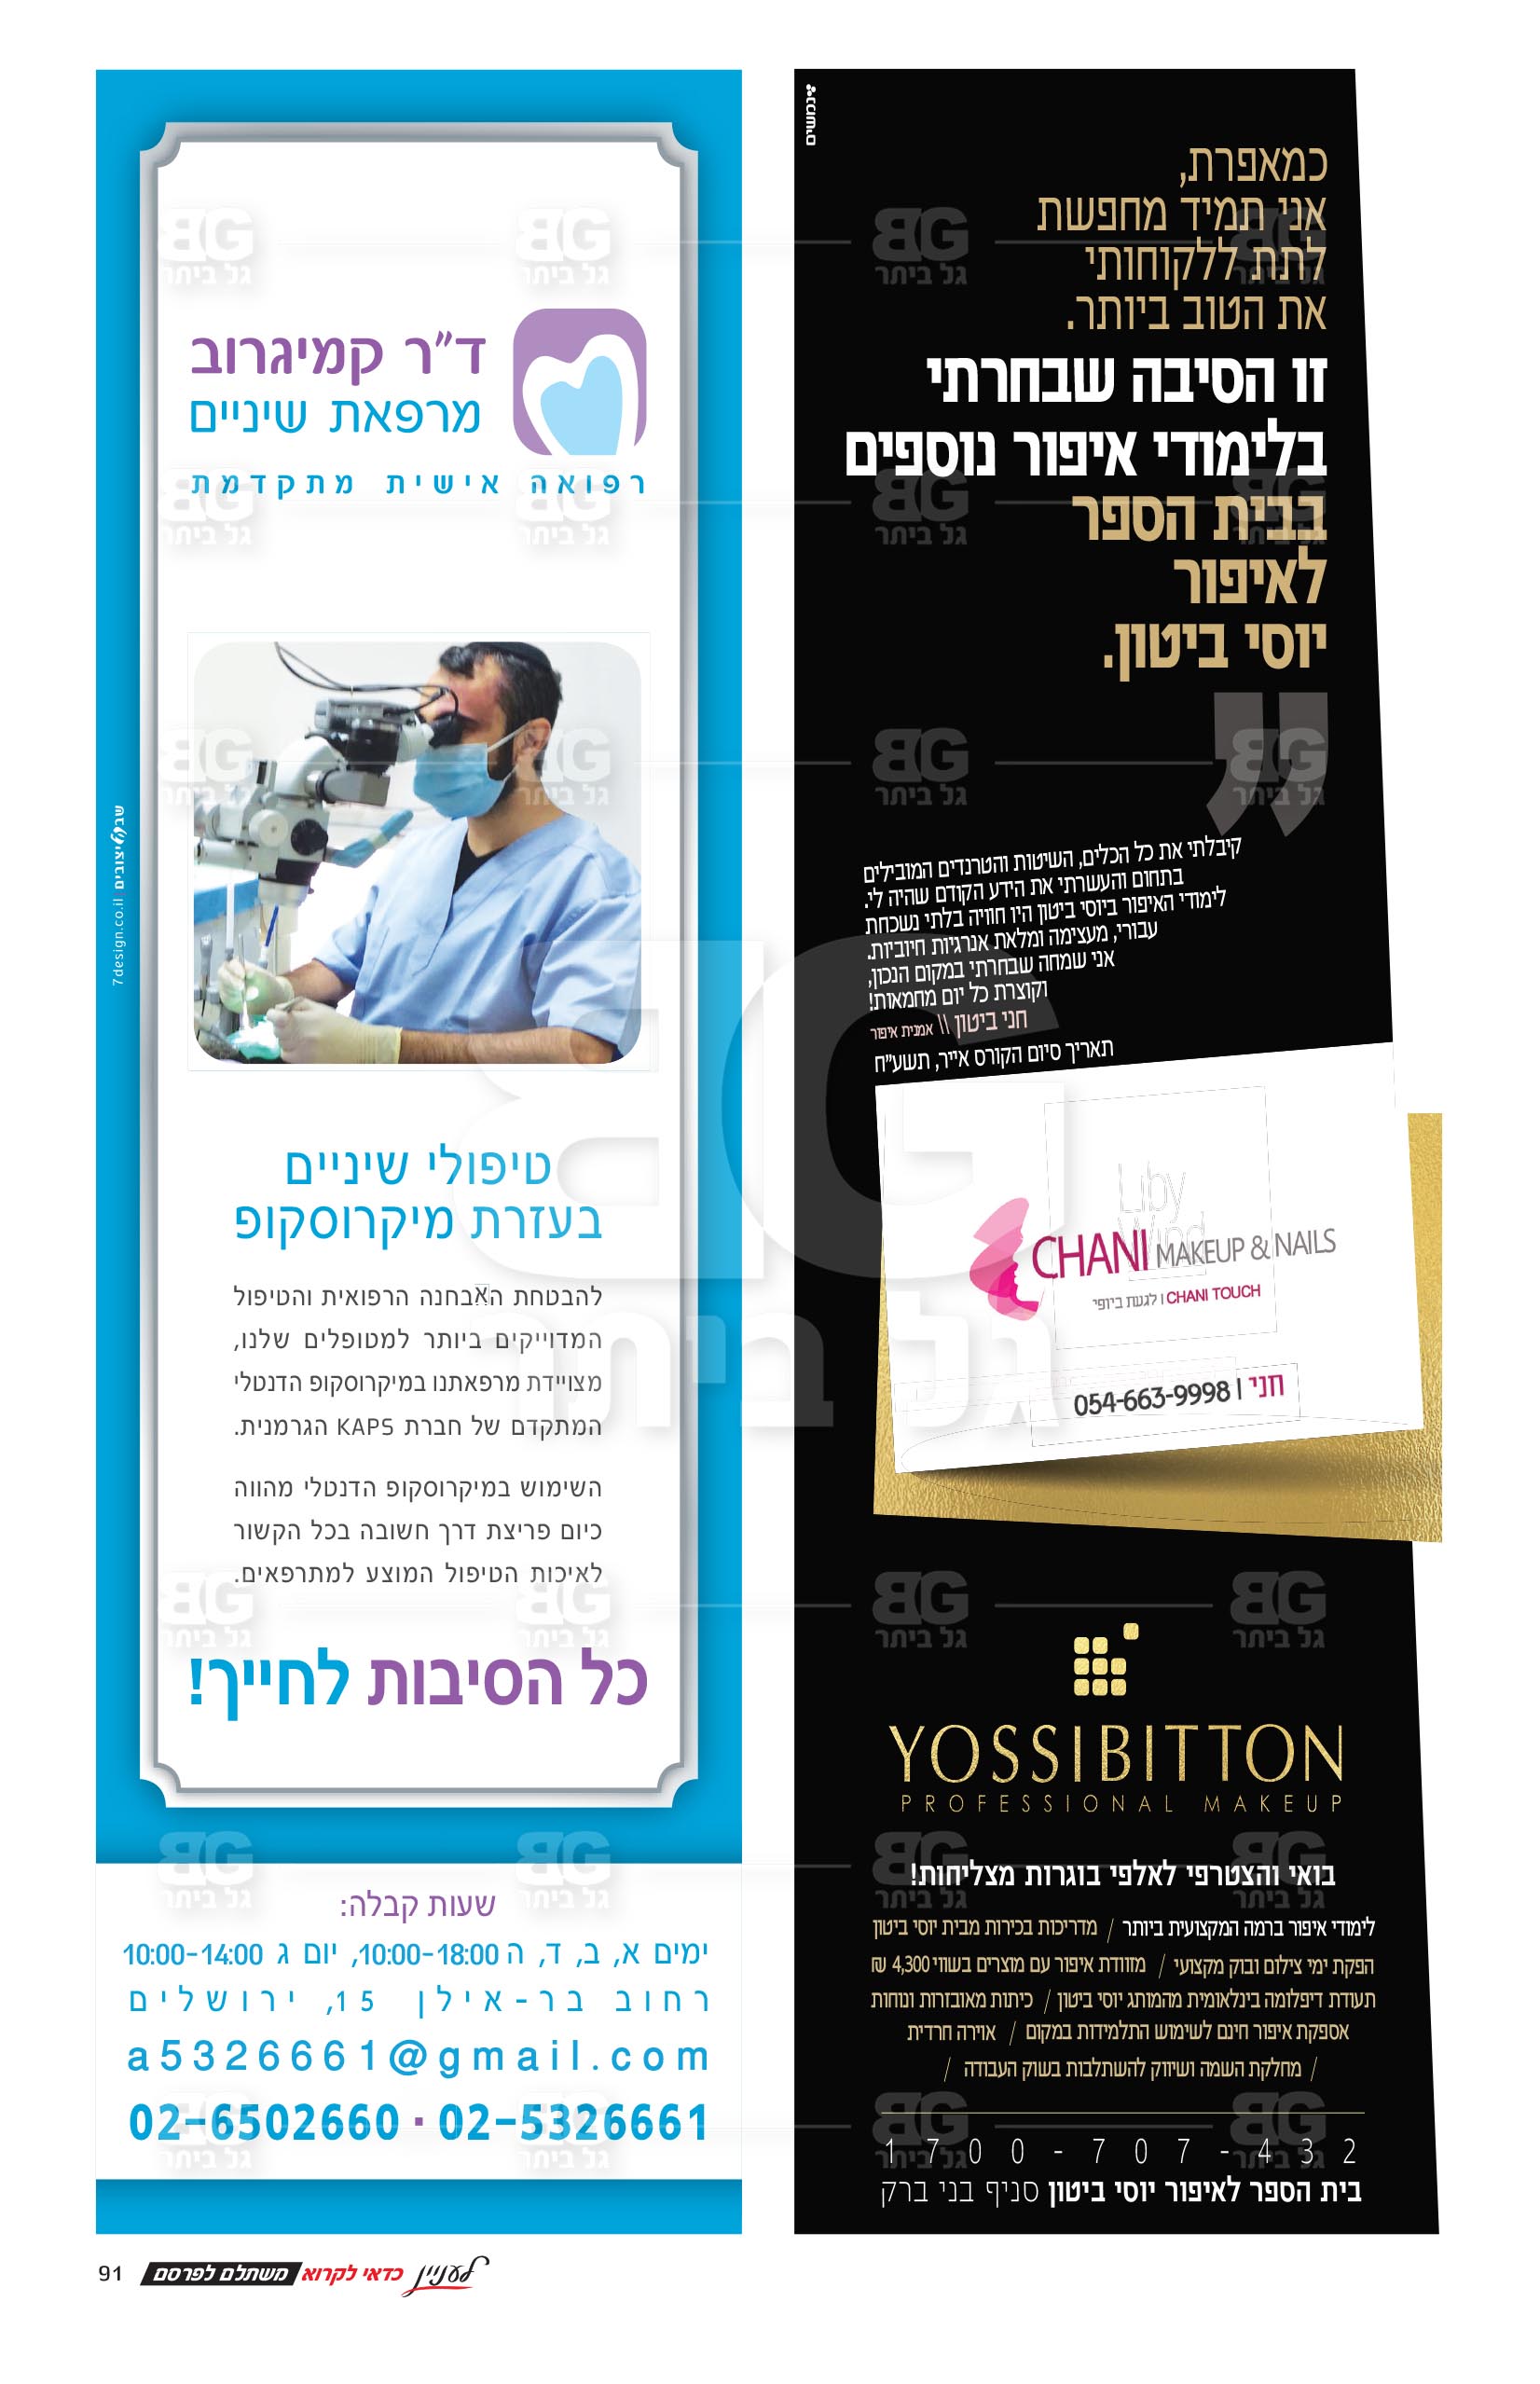 נמשים
כמאפרת,
אני תמיד מחפשת
לתת ללקוחותי
את הטוב ביותר.
זו הסיבה שבחרתי
בלימודי איפור נוספים
בבית הספר
לאיפור
יוסי ביטון.
קיבלתי את כל הכלים, השיטות והטרנדים המובילים
בתחום והעשרתי את הידע הקודם שהיה לי.
לימודי האיפור ביוסי ביטון היו חוויה בלתי נשכחת
עבורי, מעצימה ומלאת אנרגיות חיוביות.
אני שמחה שבחרתי במקום הנכון,
וקוצרת כל יום מחמאות!
חני ביטון \\ אמנית איפור
תאריך סיום הקורס אייר, תשע״ח
Liby
Wind
CHANI MAKEUP & NAILS
CHANI TOUCH | לגעת ביופי
חני | 054-663-9998
YOSSIBITTON
PROFESSIONAL MAKEUP
בואי והצטרפי לאלפי בוגרות מצליחות!
לימודי איפור ברמה המקצועית ביותר / מדריכות בכירות מבית יוסי ביטון
הפקת ימי צילום ובוק מקצועי / מזוודת איפור עם מוצרים בשווי 4,300 ₪
תעודת דיפלומה בינלאומית מהמותג יוסי ביטון / כיתות מאובזרות ונוחות
אספקת איפור חינם לשימוש התלמידות במקום / אוירה חרדית
/ מחלקת השמה ושיווק להשתלבות בשוק העבודה /
1700-707-432
בית הספר לאיפור יוסי ביטון סניף בני ברק
ד״ר קמיגרוב
מרפאת שיניים
רפואה אישית מתקדמת
טיפולי שיניים
בעזרת מיקרוסקופ
להבטחת האבחנה הרפואית והטיפול
המדוייקים ביותר למטופלים שלנו,
מצויידת מרפאתנו במיקרוסקופ הדנטלי
המתקדם של חברת KAPS הגרמנית.
השימוש במיקרוסקופ הדנטלי מהווה
כיום פריצת דרך חשובה בכל הקשור
לאיכות הטיפול המוצע למתרפאים.
כל הסיבות לחייך!
שעות קבלה:
ימים א, ב, ד, ה 10:00-18:00, יום ג 10:00-14:00
רחוב בר-אילן 15, ירושלים
a5326661@gmail.com
02-6502660 · 02-5326661
7design.co.il
BG
גל ביתר
לעניין כדאי לקרוא משתלם לפרסם 91